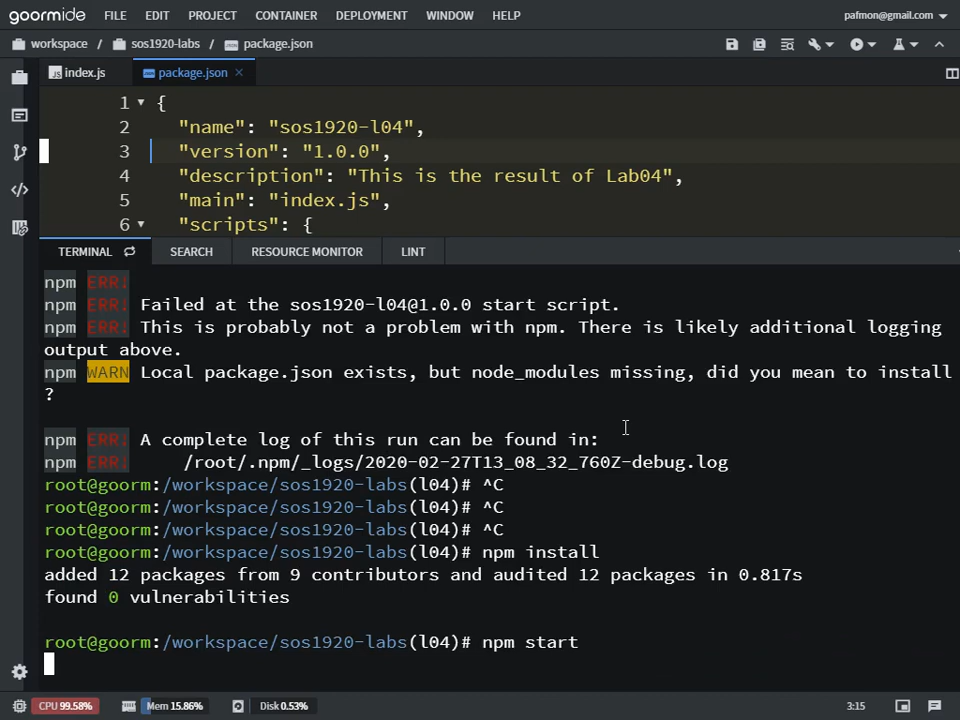 goormide FILE EDIT PROJECT CONTAINER DEPLOYMENT WINDOW HELP pafmon@gmail.com
workspace / sos1920-labs / package.json
index.js package.json ×
1 {
2 "name": "sos1920-l04",
3 "version": "1.0.0",
4 "description": "This is the result of Lab04",
5 "main": "index.js",
6 "scripts": {
TERMINAL SEARCH RESOURCE MONITOR LINT
npm ERR!
npm ERR! Failed at the sos1920-l04@1.0.0 start script.
npm ERR! This is probably not a problem with npm. There is likely additional logging
output above.
npm WARN Local package.json exists, but node_modules missing, did you mean to install
?
npm ERR! A complete log of this run can be found in:
npm ERR! /root/.npm/_logs/2020-02-27T13_08_32_760Z-debug.log
root@goorm:/workspace/sos1920-labs(l04)# ^C
root@goorm:/workspace/sos1920-labs(l04)# ^C
root@goorm:/workspace/sos1920-labs(l04)# ^C
root@goorm:/workspace/sos1920-labs(l04)# npm install
added 12 packages from 9 contributors and audited 12 packages in 0.817s
found 0 vulnerabilities
root@goorm:/workspace/sos1920-labs(l04)# npm start
CPU 99.58% Mem 15.86% Disk 0.53% 3:15